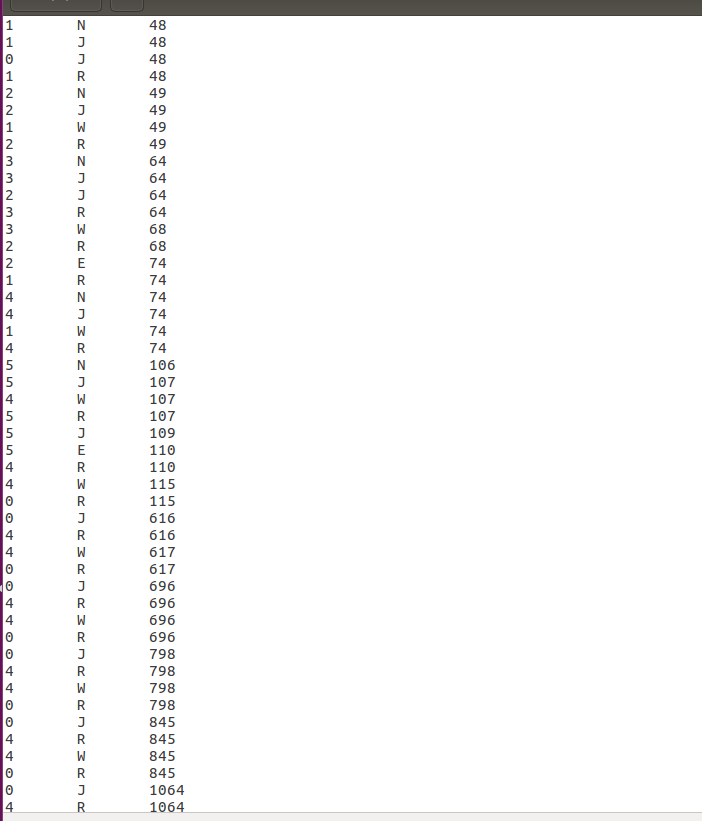 1 N 48
1 J 48
0 J 48
1 R 48
2 N 49
2 J 49
1 W 49
2 R 49
3 N 64
3 J 64
2 J 64
3 R 64
3 W 68
2 R 68
2 E 74
1 R 74
4 N 74
4 J 74
1 W 74
4 R 74
5 N 106
5 J 107
4 W 107
5 R 107
5 J 109
5 E 110
4 R 110
4 W 115
0 R 115
0 J 616
4 R 616
4 W 617
0 R 617
0 J 696
4 R 696
4 W 696
0 R 696
0 J 798
4 R 798
4 W 798
0 R 798
0 J 845
4 R 845
4 W 845
0 R 845
0 J 1064
4 R 1064